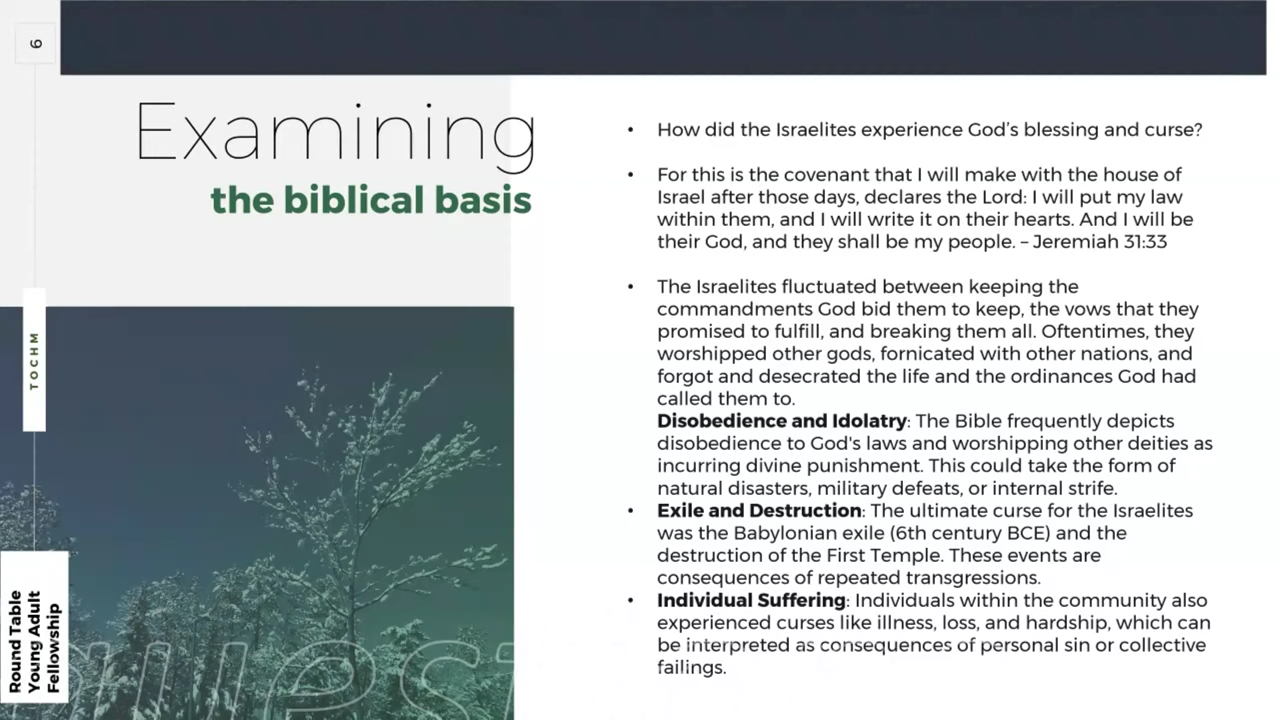 6
Examining
the biblical basis
TOCHM
Round Table
Young Adult
Fellowship
• How did the Israelites experience God’s blessing and curse?
• For this is the covenant that I will make with the house of
Israel after those days, declares the Lord: I will put my law
within them, and I will write it on their hearts. And I will be
their God, and they shall be my people. – Jeremiah 31:33
• The Israelites fluctuated between keeping the
commandments God bid them to keep, the vows that they
promised to fulfill, and breaking them all. Oftentimes, they
worshipped other gods, fornicated with other nations, and
forgot and desecrated the life and the ordinances God had
called them to.
Disobedience and Idolatry: The Bible frequently depicts
disobedience to God's laws and worshipping other deities as
incurring divine punishment. This could take the form of
natural disasters, military defeats, or internal strife.
• Exile and Destruction: The ultimate curse for the Israelites
was the Babylonian exile (6th century BCE) and the
destruction of the First Temple. These events are
consequences of repeated transgressions.
• Individual Suffering: Individuals within the community also
experienced curses like illness, loss, and hardship, which can
be interpreted as consequences of personal sin or collective
failings.